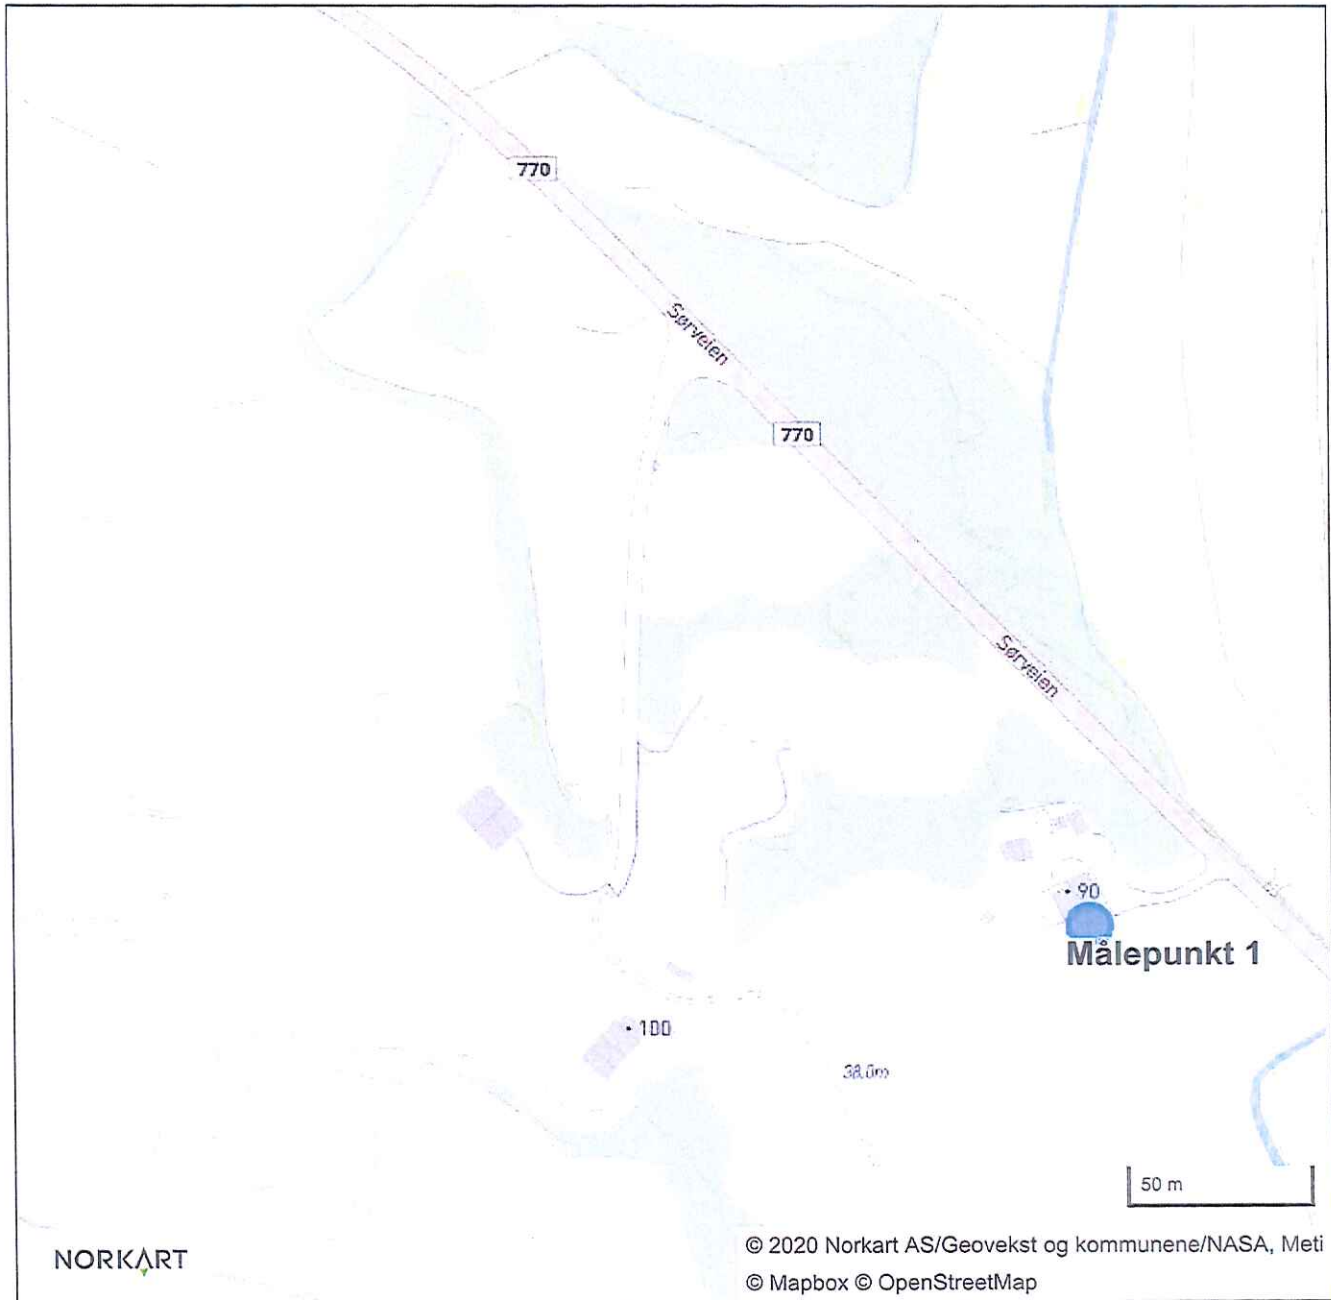 770
Sørveien
770
Sørveien
90
Målepunkt 1
100
38.0m
50 m
NORKART
© 2020 Norkart AS/Geovekst og kommunene/NASA, Meti
© Mapbox © OpenStreetMap